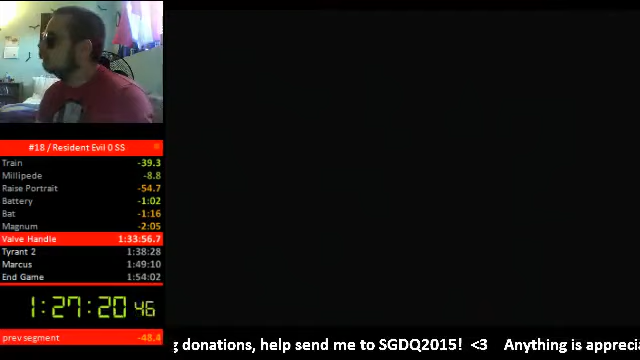 #18 / Resident Evil 0 SS
Train -39.3
Millipede -8.8
Raise Portrait -54.7
Battery -1:02
Bat -1:16
Magnum -2:05
Valve Handle 1:33:56.7
Tyrant 2 1:38:28
Marcus 1:49:10
End Game 1:54:02
1:27:20 46
prev segment -48.4
g donations, help send me to SGDQ2015! <3 Anything is apprecia